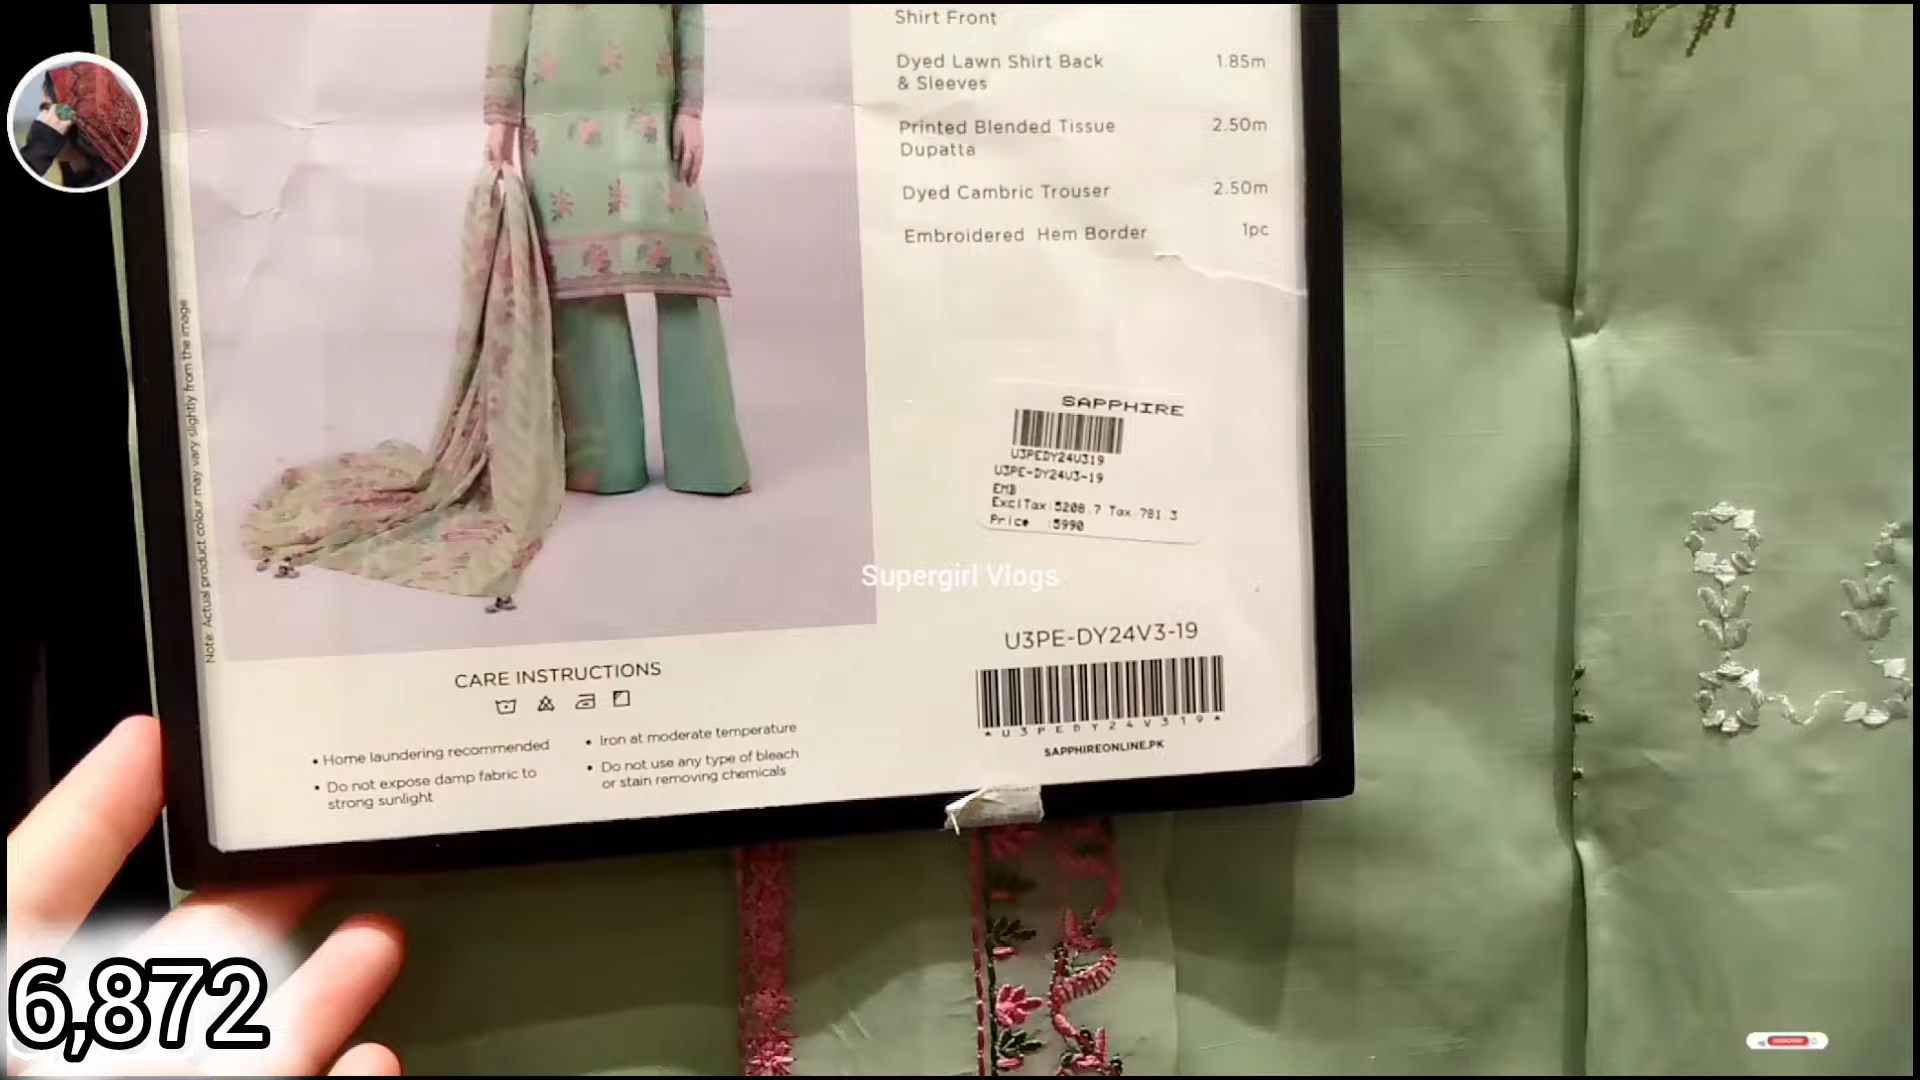 Shirt Front
Dyed Lawn Shirt Back 1.85m
& Sleeves
Printed Blended Tissue 2.50m
Dupatta
Dyed Cambric Trouser 2.50m
Embroidered Hem Border 1pc
SAPPHIRE
U3PEDY24V319
U3PE-DY24V3-19
EMB
ExclTax:5208.7 Tax:781.3
Price :5990
Supergirl Vlogs
U3PE-DY24V3-19
*U3PEDY24V319*
SAPPHIREONLINE.PK
Note: Actual product colour may vary slightly from the image
CARE INSTRUCTIONS
• Home laundering recommended
• Do not expose damp fabric to
strong sunlight
• Iron at moderate temperature
• Do not use any type of bleach
or stain removing chemicals
6,872